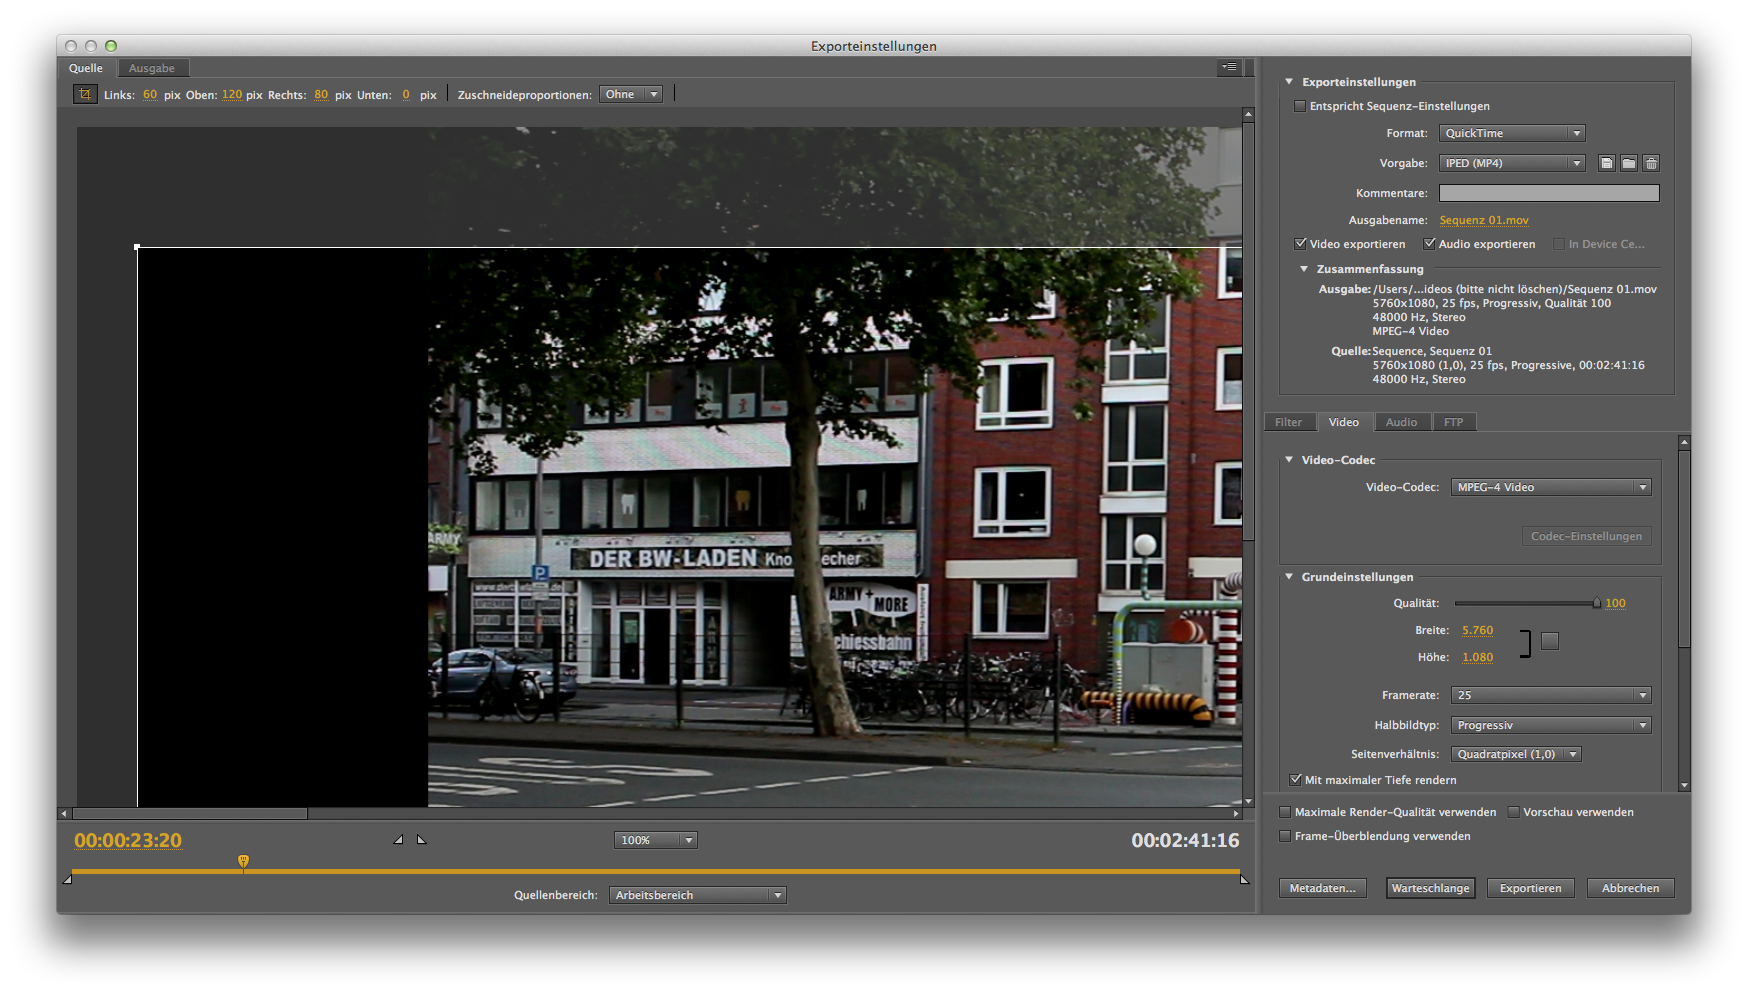 Exporteinstellungen
Quelle
Ausgabe
Links: 60 pix Oben: 120 pix Rechts: 80 pix Unten: 0 pix
Zuschneideproportionen: Ohne
DER BW-LADEN
ARMY
ARMY +
MORE
P
00:00:23:20
100%
00:02:41:16
Quellenbereich: Arbeitsbereich
Exporteinstellungen
Entspricht Sequenz-Einstellungen
Format: QuickTime
Vorgabe: IPED (MP4)
Kommentare:
Ausgabename: Sequenz 01.mov
Video exportieren
Audio exportieren
In Device Ce...
Zusammenfassung
Ausgabe: /Users/...ideos (bitte nicht löschen)/Sequenz 01.mov
5760x1080, 25 fps, Progressiv, Qualität 100
48000 Hz, Stereo
MPEG-4 Video
Quelle: Sequence, Sequenz 01
5760x1080 (1,0), 25 fps, Progressive, 00:02:41:16
48000 Hz, Stereo
Filter
Video
Audio
FTP
Video-Codec
Video-Codec: MPEG-4 Video
Codec-Einstellungen
Grundeinstellungen
Qualität: 100
Breite: 5.760
Höhe: 1.080
Framerate: 25
Halbbildtyp: Progressiv
Seitenverhältnis: Quadratpixel (1,0)
Mit maximaler Tiefe rendern
Maximale Render-Qualität verwenden
Vorschau verwenden
Frame-Überblendung verwenden
Metadaten...
Warteschlange
Exportieren
Abbrechen